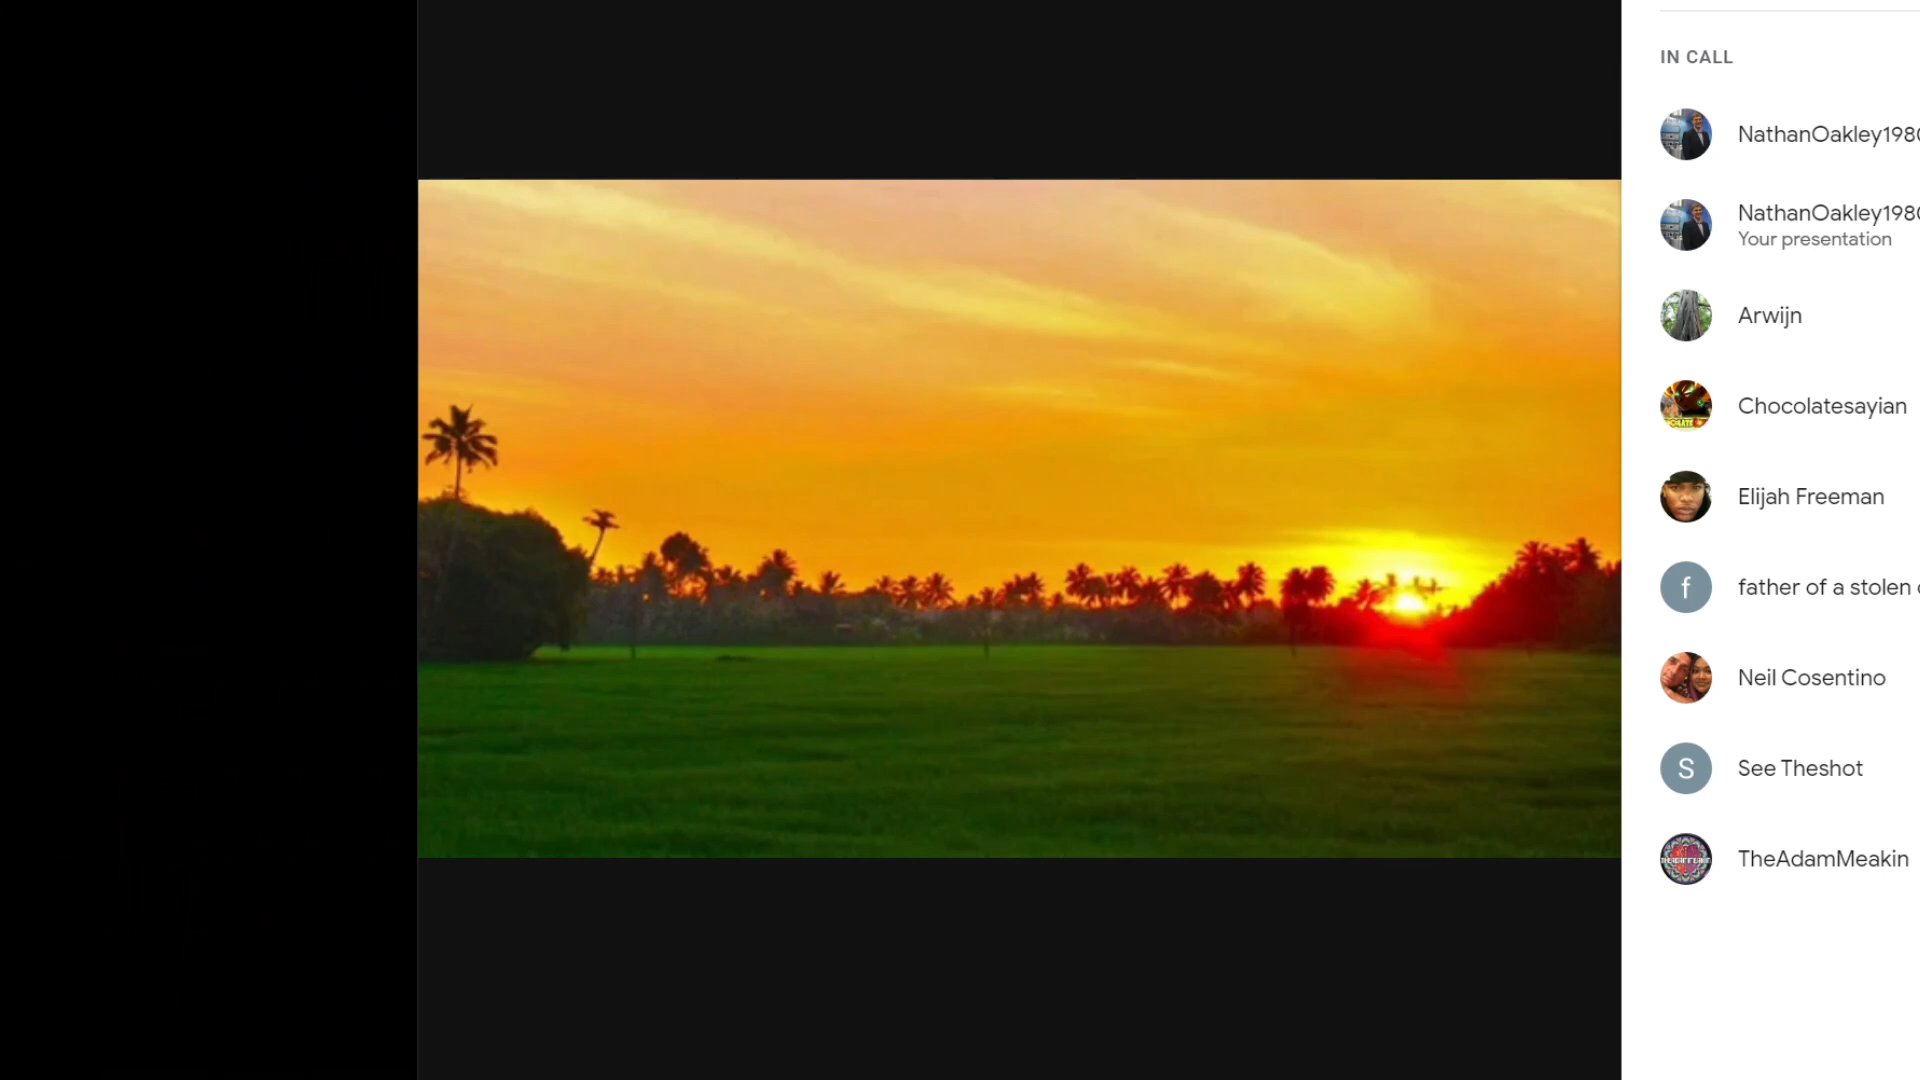 IN CALL
NathanOakley198
NathanOakley198
Your presentation
Arwijn
Chocolatesayian
Elijah Freeman
f
father of a stolen
Neil Cosentino
S
See Theshot
TheAdamMeakin